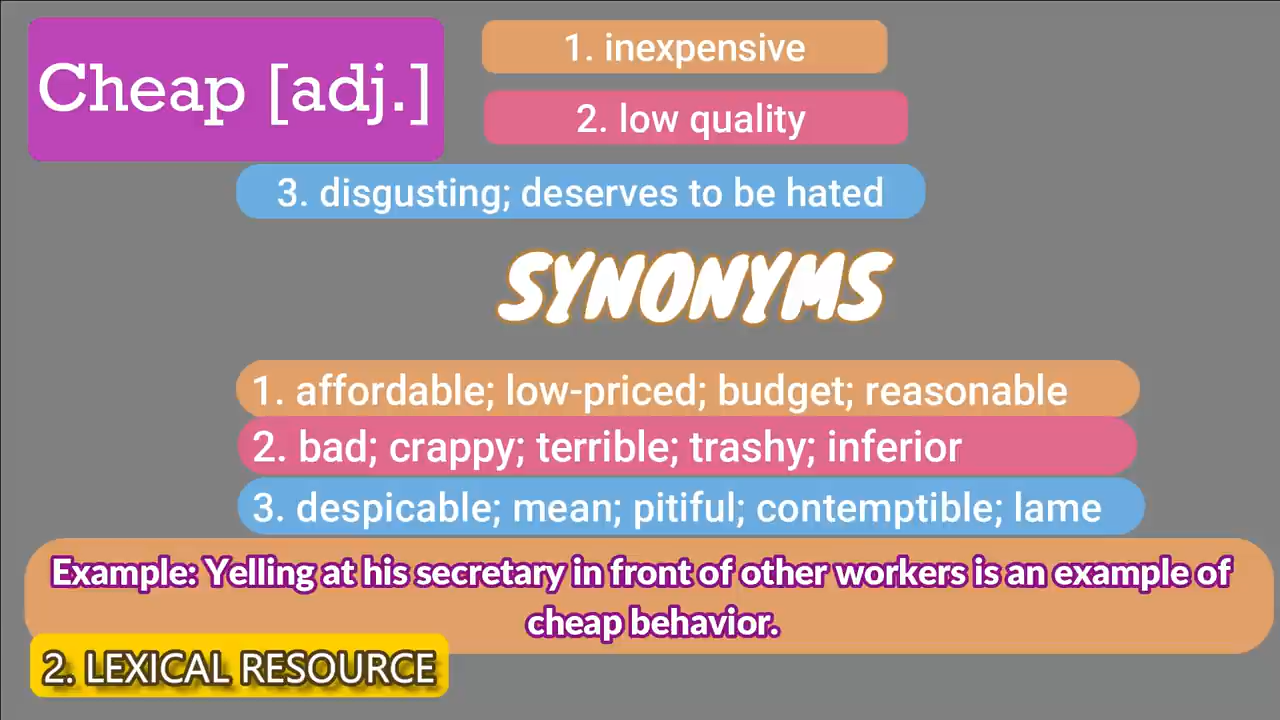 Cheap [adj.]
1. inexpensive
2. low quality
3. disgusting; deserves to be hated
SYNONYMS
1. affordable; low-priced; budget; reasonable
2. bad; crappy; terrible; trashy; inferior
3. despicable; mean; pitiful; contemptible; lame
Example: Yelling at his secretary in front of other workers is an example of
cheap behavior.
2. LEXICAL RESOURCE